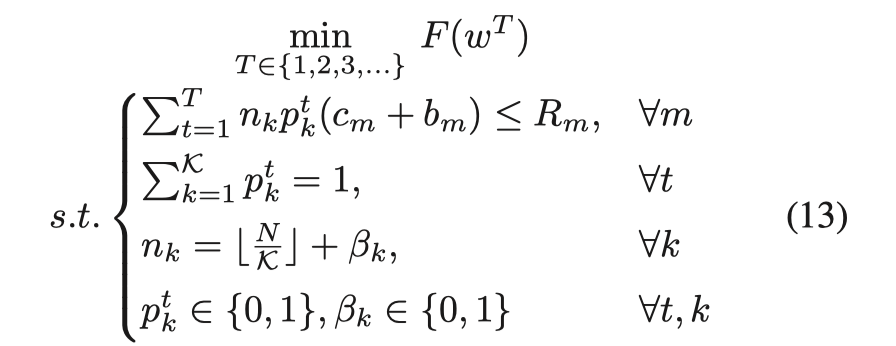 min F(w^T)
T∈{1,2,3,...}
∑_{t=1}^{T} n_k p_k^t (c_m + b_m) ≤ R_m, ∀m
∑_{k=1}^{𝒦} p_k^t = 1, ∀t
s.t. { n_k = ⌊N/𝒦⌋ + β_k, ∀k (13)
p_k^t ∈ {0, 1}, β_k ∈ {0, 1} ∀t, k